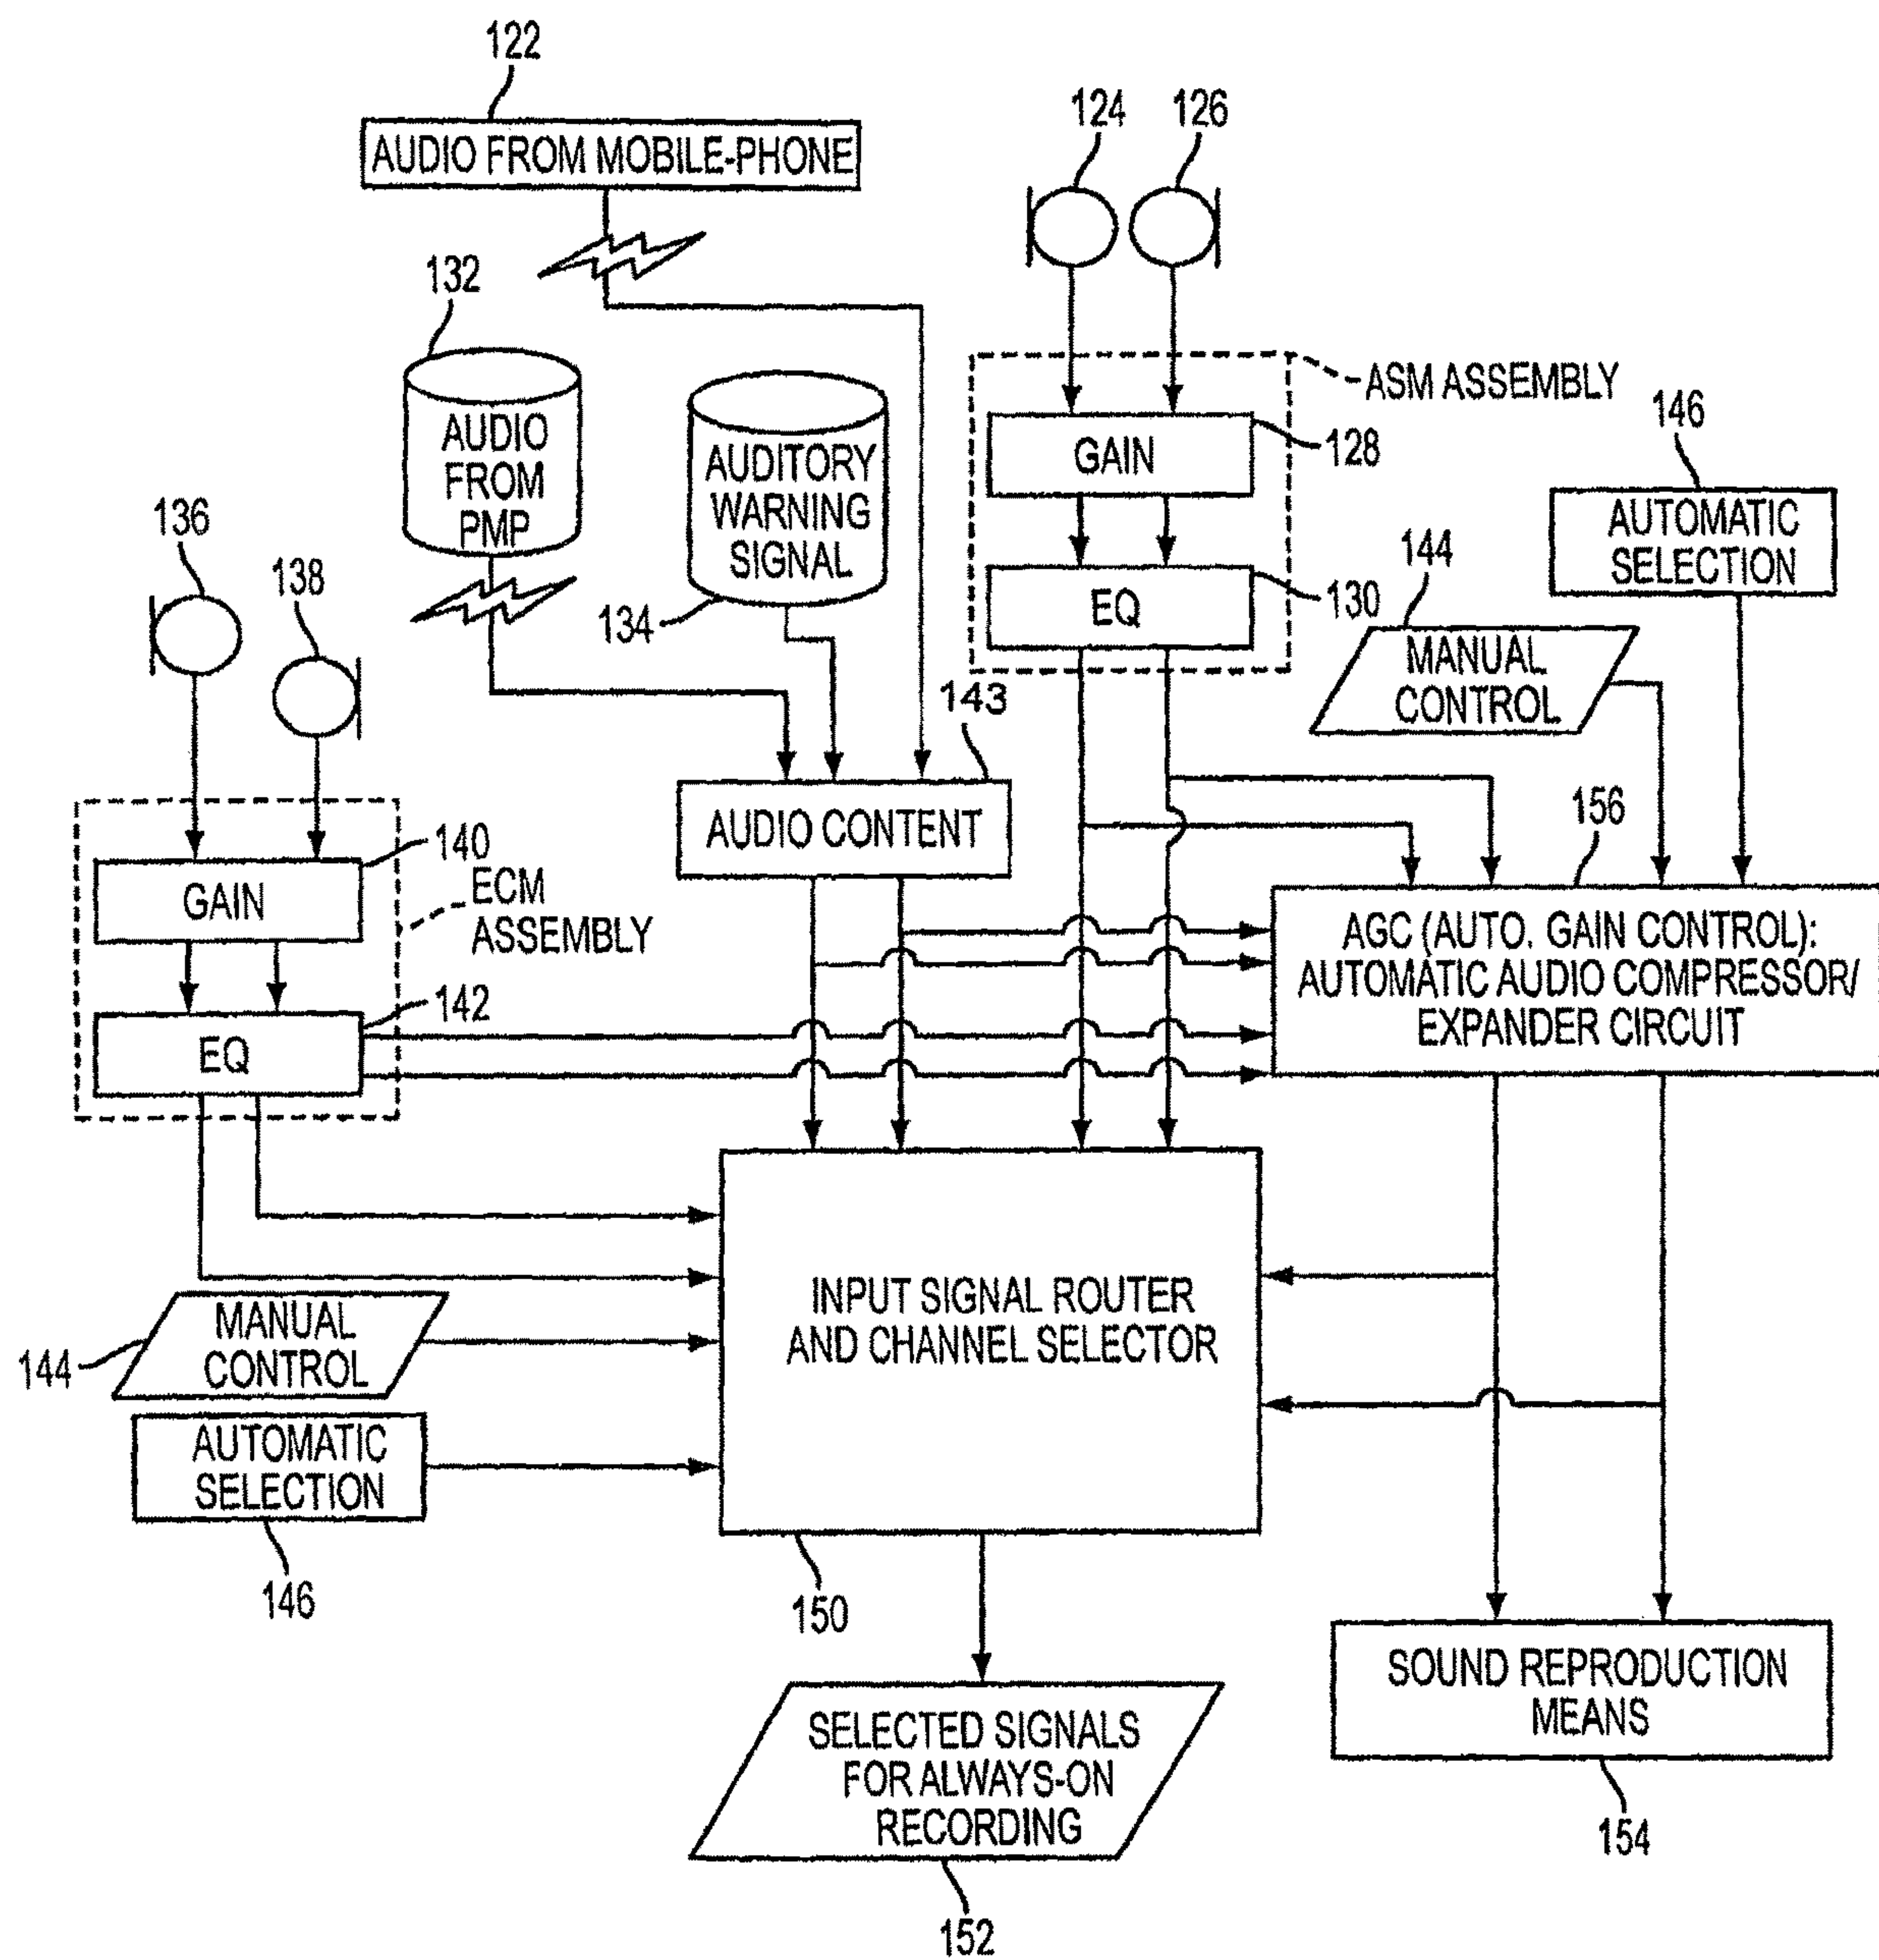 122
AUDIO FROM MOBILE-PHONE
124
126
132
AUDIO
FROM
PMP
AUDITORY
WARNING
SIGNAL
134
ASM ASSEMBLY
GAIN
128
EQ
130
146
AUTOMATIC
SELECTION
144
MANUAL
CONTROL
136
138
143
AUDIO CONTENT
140
GAIN
ECM
ASSEMBLY
142
EQ
156
AGC (AUTO. GAIN CONTROL):
AUTOMATIC AUDIO COMPRESSOR/
EXPANDER CIRCUIT
INPUT SIGNAL ROUTER
AND CHANNEL SELECTOR
MANUAL
CONTROL
144
AUTOMATIC
SELECTION
146
150
SELECTED SIGNALS
FOR ALWAYS-ON
RECORDING
152
SOUND REPRODUCTION
MEANS
154